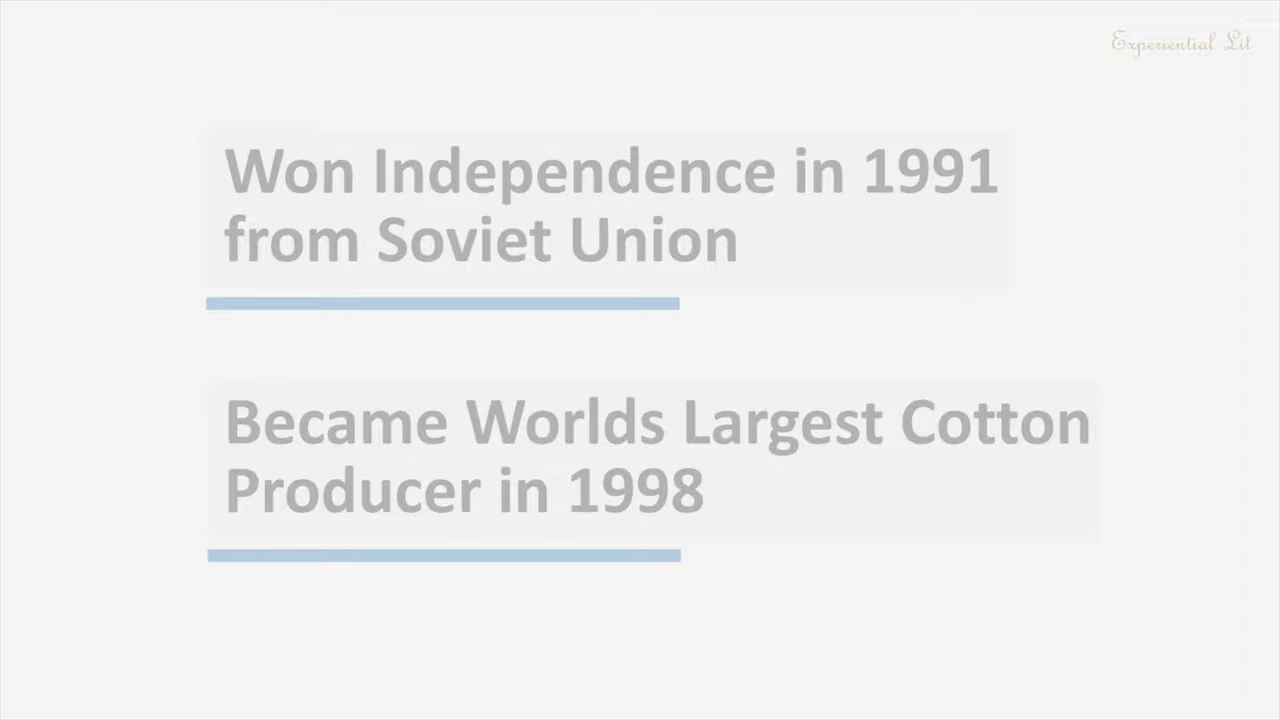 Experiential Lit
Won Independence in 1991
from Soviet Union
Became Worlds Largest Cotton
Producer in 1998